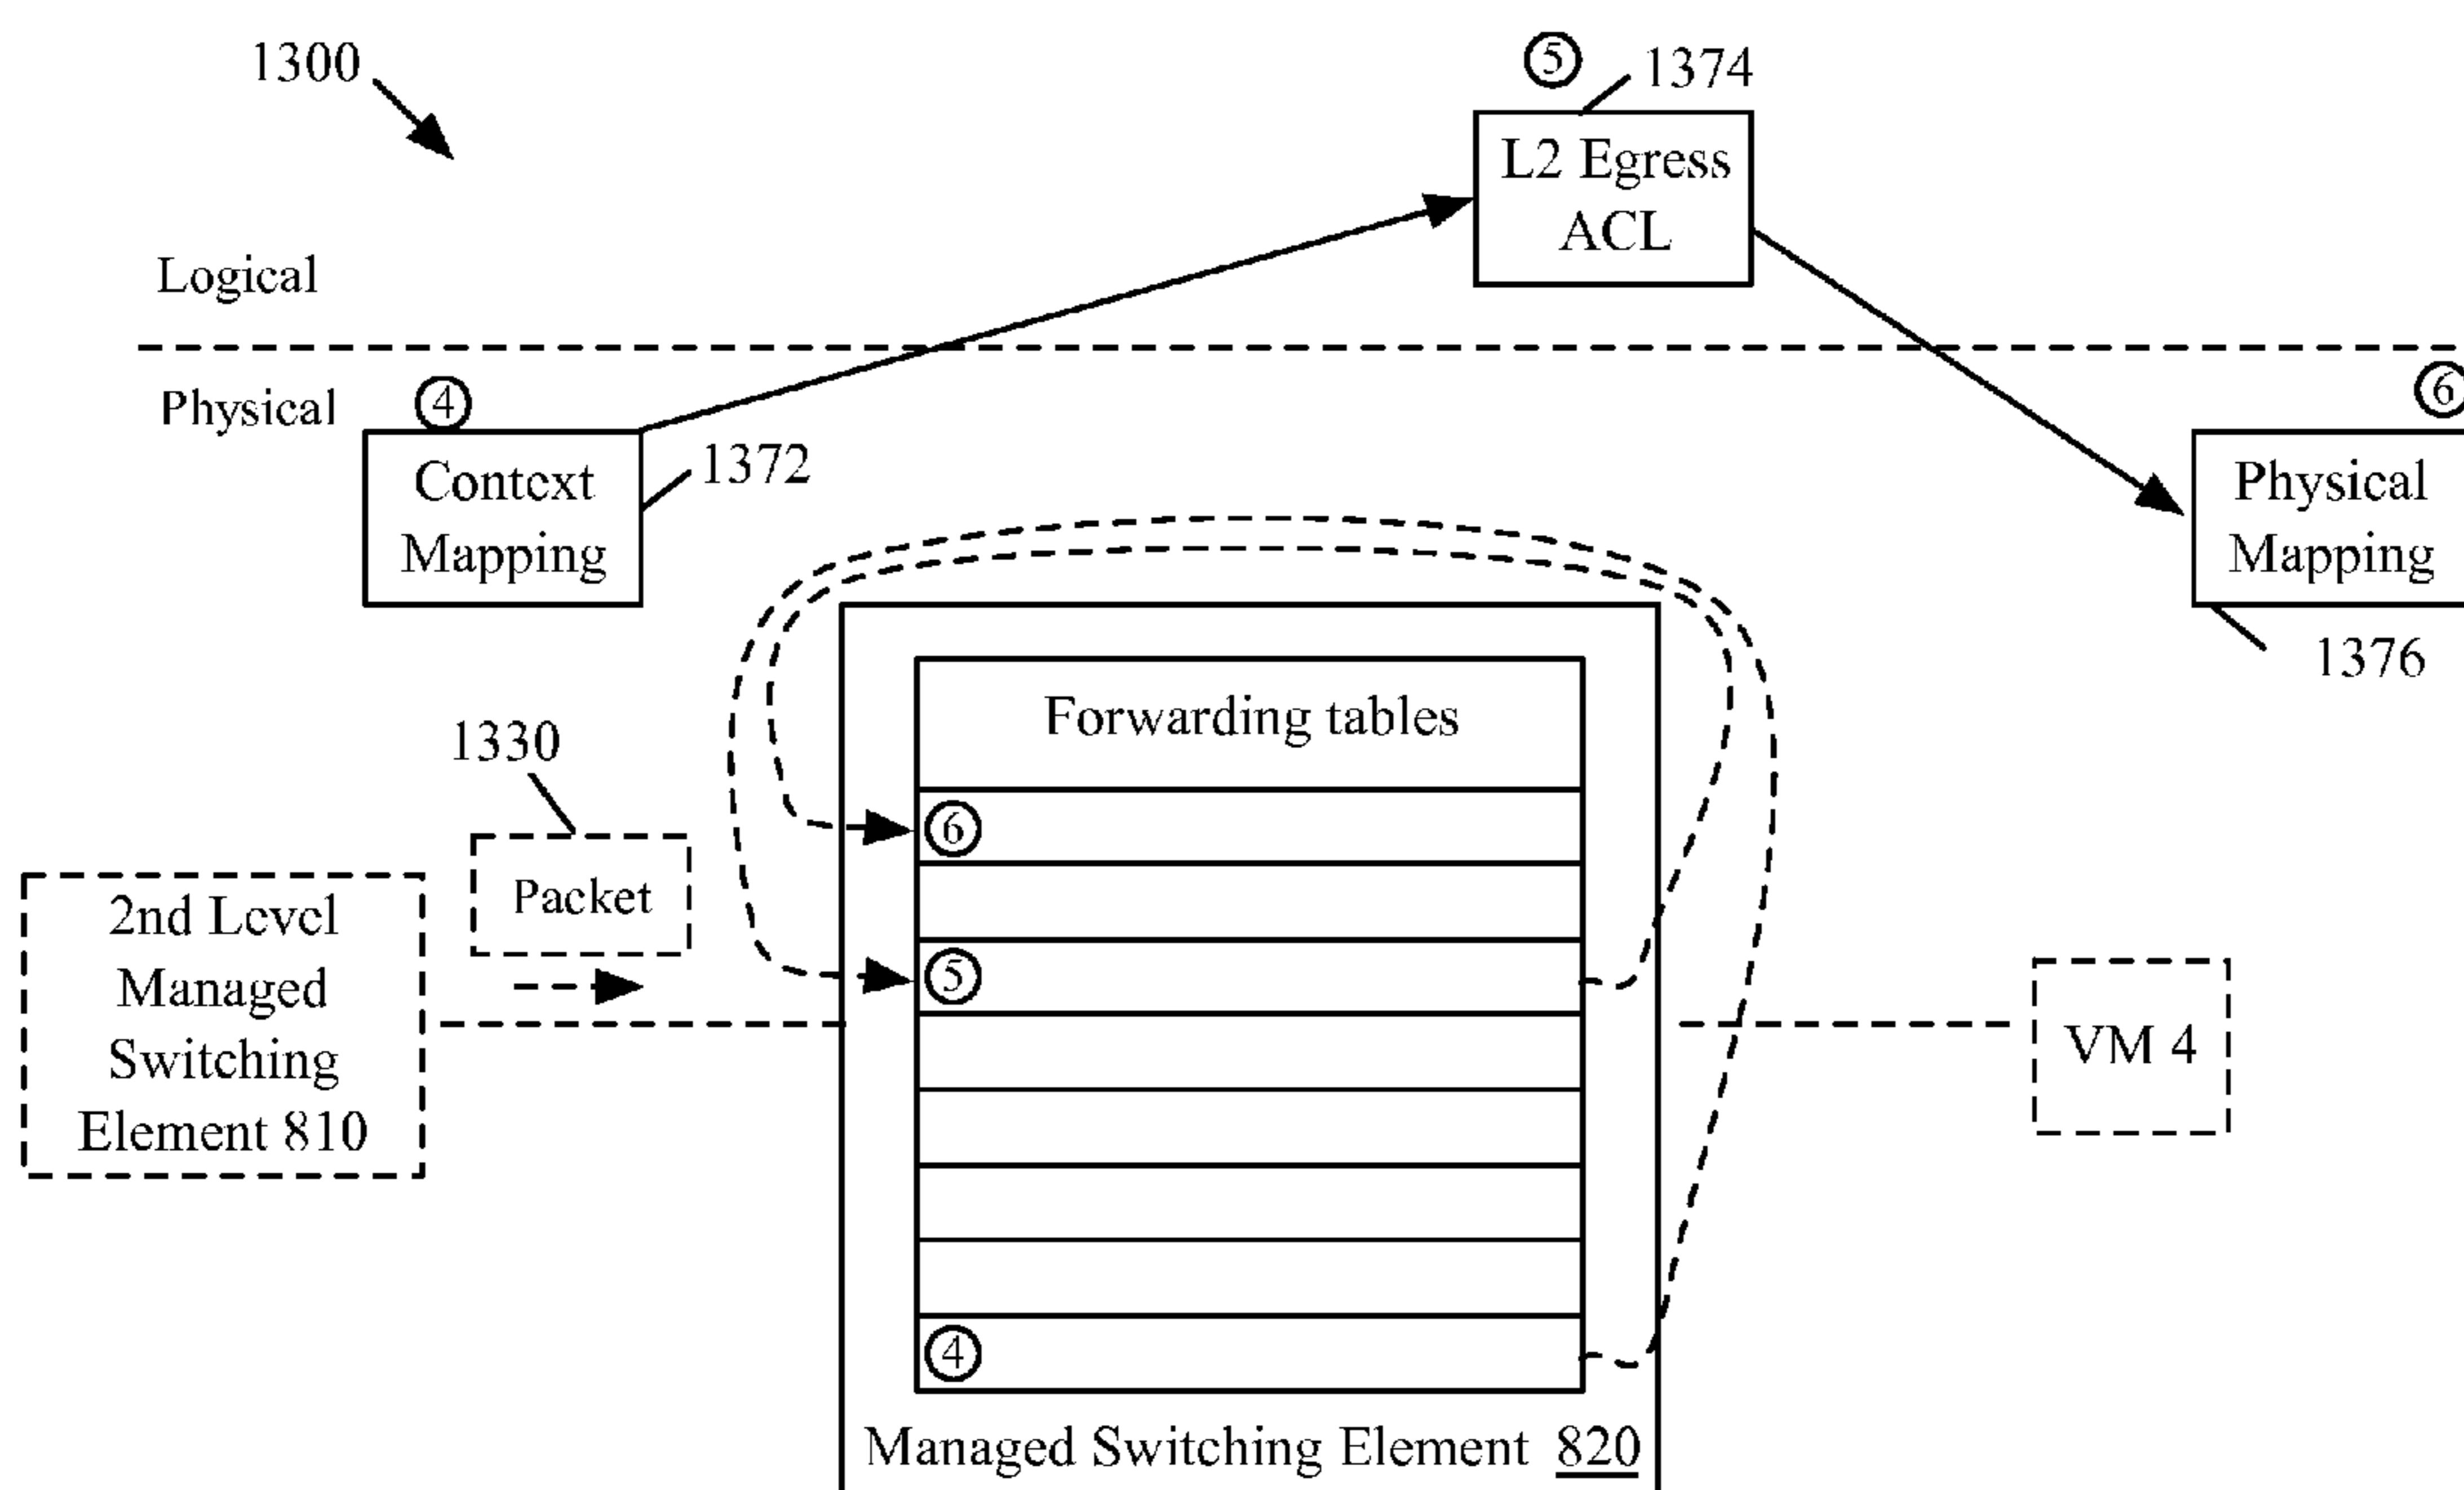 1300
⑤
1374
L2 Egress
ACL
Logical
Physical
④
⑥
Context
Mapping
1372
Physical
Mapping
1376
Forwarding tables
1330
Packet
⑥
⑤
④
2nd Level
Managed
Switching
Element 810
VM 4
Managed Switching Element 820